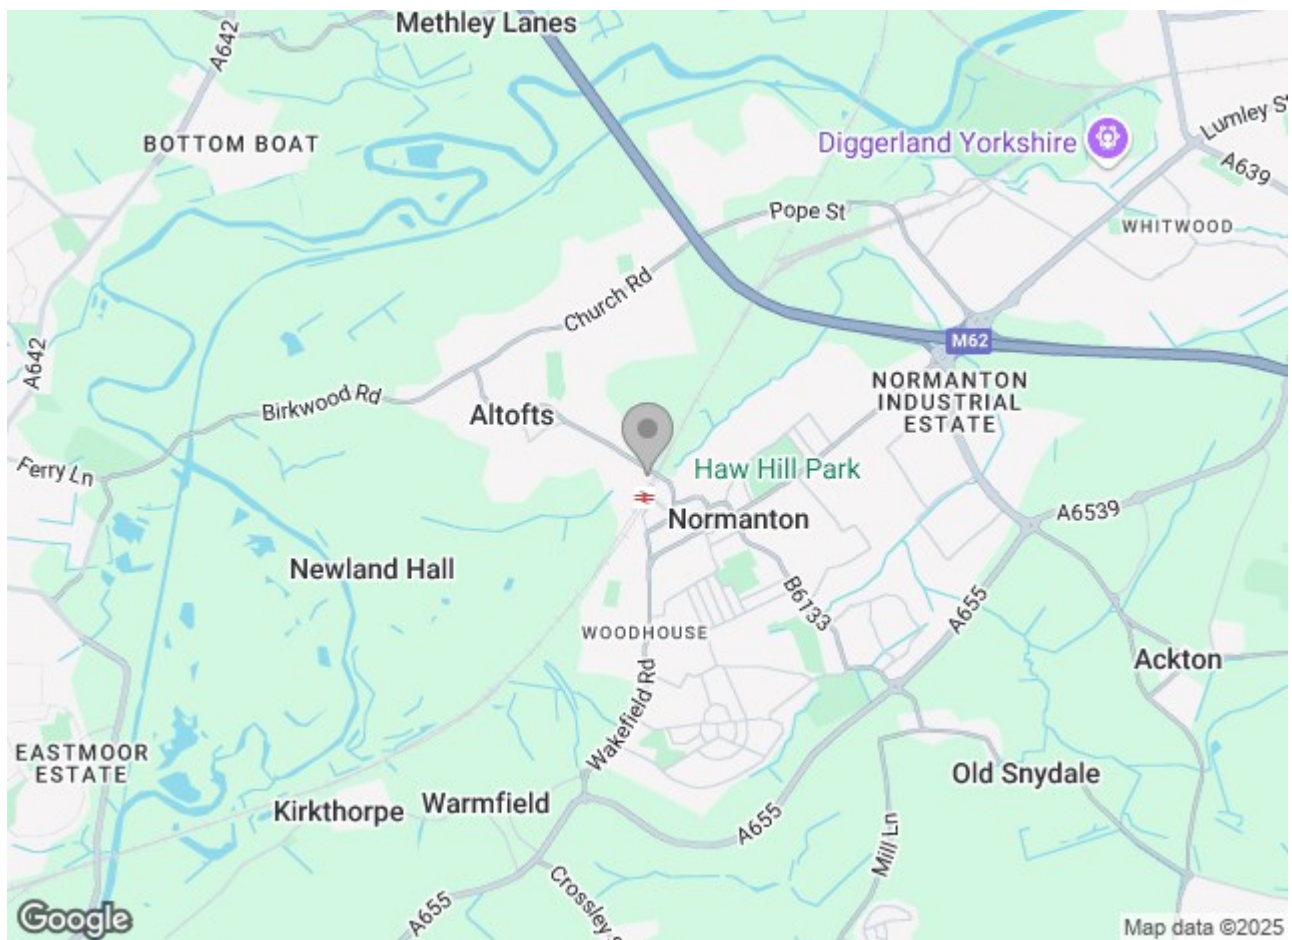 Methley Lanes
A642
BOTTOM BOAT
Diggerland Yorkshire
Lumley St
A639
Pope St
WHITWOOD
Church Rd
M62
A642
NORMANTON
INDUSTRIAL
ESTATE
Birkwood Rd
Altofts
Ferry Ln
Haw Hill Park
Normanton
A6539
Newland Hall
B6133
A655
WOODHOUSE
Ackton
Wakefield Rd
EASTMOOR
ESTATE
Old Snydale
Kirkthorpe
Warmfield
A655
Mill Ln
A655
Crossley S
Google
Map data ©2025